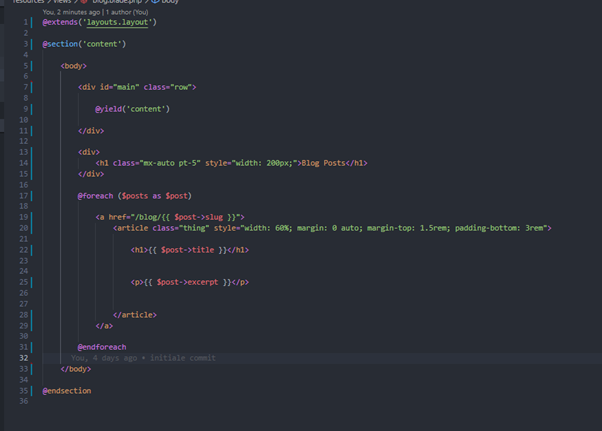 resources > views > blog.blade.php > body
You, 2 minutes ago | 1 author (You)
1 @extends('layouts.layout')
2
3 @section('content')
4
5 <body>
6
7 <div id="main" class="row">
8
9 @yield('content')
10
11 </div>
12
13 <div>
14 <h1 class="mx-auto pt-5" style="width: 200px;">Blog Posts</h1>
15 </div>
16
17 @foreach ($posts as $post)
18
19 <a href="/blog/{{ $post->slug }}">
20 <article class="thing" style="width: 60%; margin: 0 auto; margin-top: 1.5rem; padding-bottom: 3rem">
21
22 <h1>{{ $post->title }}</h1>
23
24
25 <p>{{ $post->excerpt }}</p>
26
27
28 </article>
29 </a>
30
31 @endforeach
32 You, 4 days ago • initiale commit
33 </body>
34
35 @endsection
36